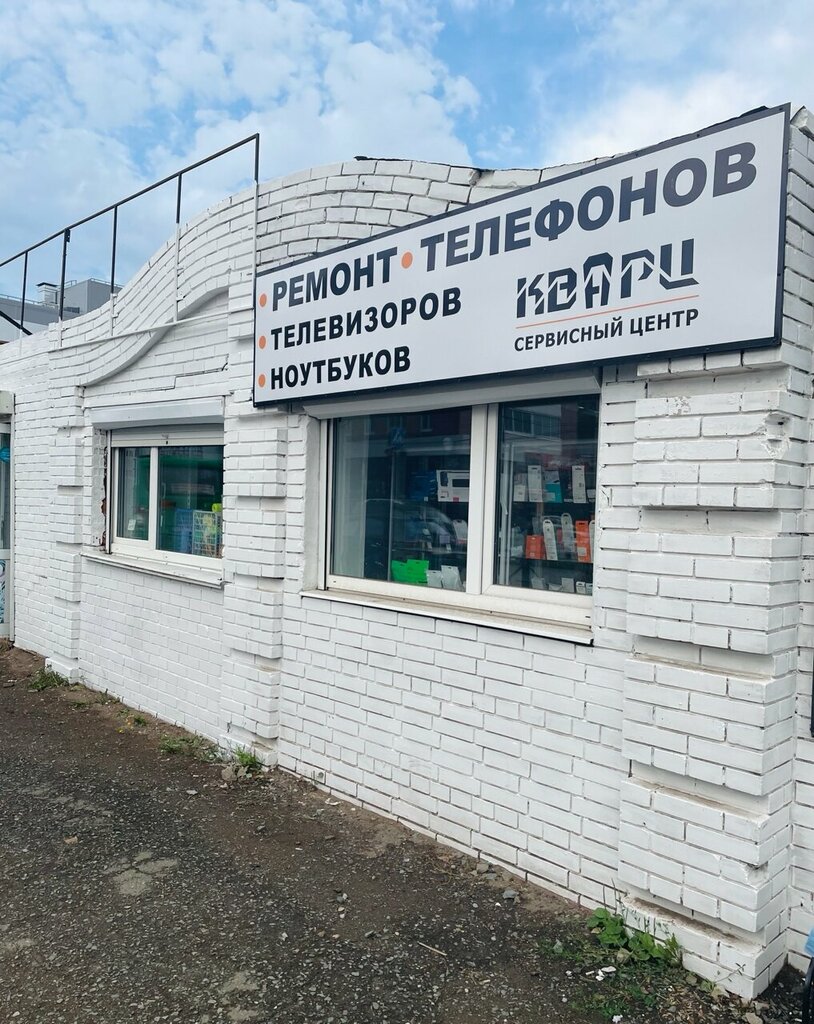 • РЕМОНТ • ТЕЛЕФОНОВ
• ТЕЛЕВИЗОРОВ
• НОУТБУКОВ
КВАРЦ
СЕРВИСНЫЙ ЦЕНТР